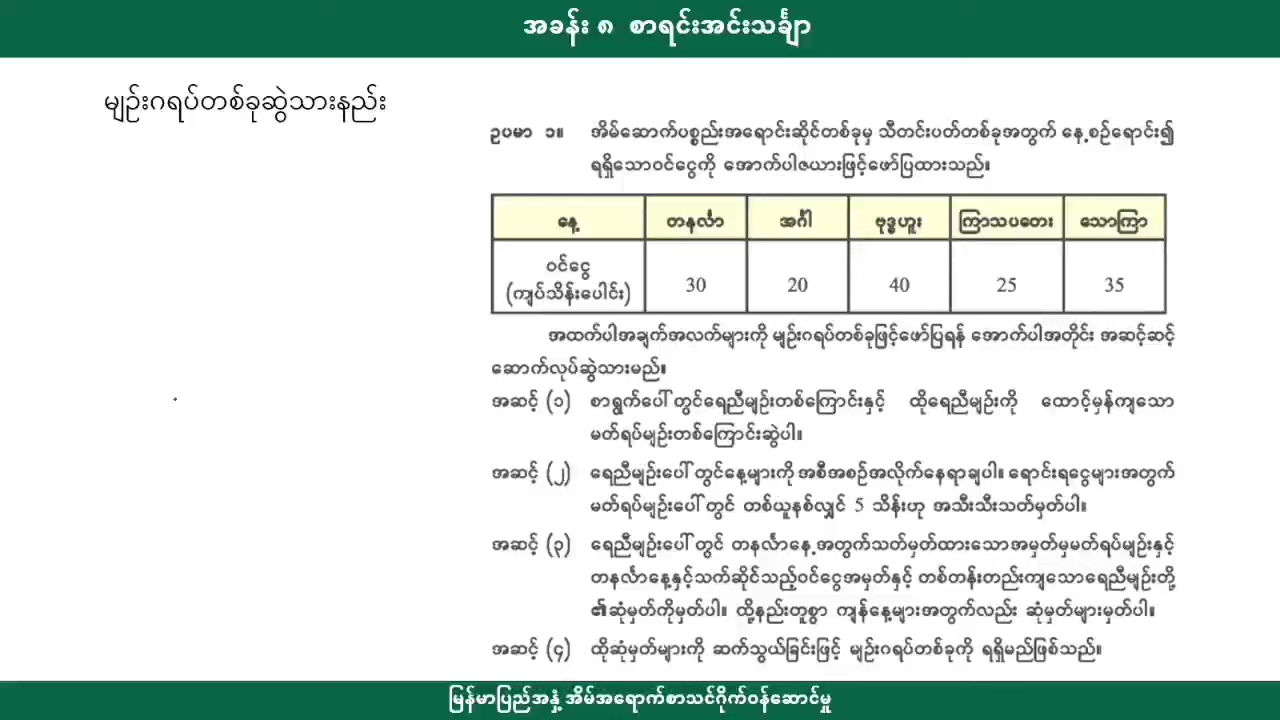 အခန်း ၈ စာရင်းအင်းသင်္ချာ
မျဉ်းဂရပ်တစ်ခုဆွဲသားနည်း
ဥပမာ ၁။ အိမ်ဆောက်ပစ္စည်းအရောင်းဆိုင်တစ်ခုမှ သီတင်းပတ်တစ်ခုအတွက် နေ့စဉ်ရောင်း၍
ရရှိသောဝင်ငွေကို အောက်ပါဇယားဖြင့်ဖော်ပြထားသည်။
နေ့ တနင်္လာ အင်္ဂါ ဗုဒ္ဓဟူး ကြာသပတေး သောကြာ
ဝင်ငွေ
(ကျပ်သိန်းပေါင်း) 30 20 40 25 35
အထက်ပါအချက်အလက်များကို မျဉ်းဂရပ်တစ်ခုဖြင့်ဖော်ပြရန် အောက်ပါအတိုင်း အဆင့်ဆင့်
ဆောက်လုပ်ဆွဲသားမည်။
အဆင့် (၁) စာရွက်ပေါ်တွင်ရေညီမျဉ်းတစ်ကြောင်းနှင့် ထိုရေညီမျဉ်းကို ထောင့်မှန်ကျသော
မတ်ရပ်မျဉ်းတစ်ကြောင်းဆွဲပါ။
အဆင့် (၂) ရေညီမျဉ်းပေါ်တွင်နေ့များကို အစီအစဉ်အလိုက်နေရာချပါ။ ရောင်းရငွေများအတွက်
မတ်ရပ်မျဉ်းပေါ်တွင် တစ်ယူနစ်လျှင် 5 သိန်းဟု အသီးသီးသတ်မှတ်ပါ။
အဆင့် (၃) ရေညီမျဉ်းပေါ်တွင် တနင်္လာနေ့အတွက်သတ်မှတ်ထားသောအမှတ်မှမတ်ရပ်မျဉ်းနှင့်
တနင်္လာနေ့နှင့်သက်ဆိုင်သည့်ဝင်ငွေအမှတ်နှင့် တစ်တန်းတည်းကျသောရေညီမျဉ်းတို့
၏ဆုံမှတ်ကိုမှတ်ပါ။ ထို့နည်းတူစွာ ကျန်နေ့များအတွက်လည်း ဆုံမှတ်များမှတ်ပါ။
အဆင့် (၄) ထိုဆုံမှတ်များကို ဆက်သွယ်ခြင်းဖြင့် မျဉ်းဂရပ်တစ်ခုကို ရရှိမည်ဖြစ်သည်။
မြန်မာပြည်အနှံ့ အိမ်အရောက်စာသင်ဂိုက်ဝန်ဆောင်မှု